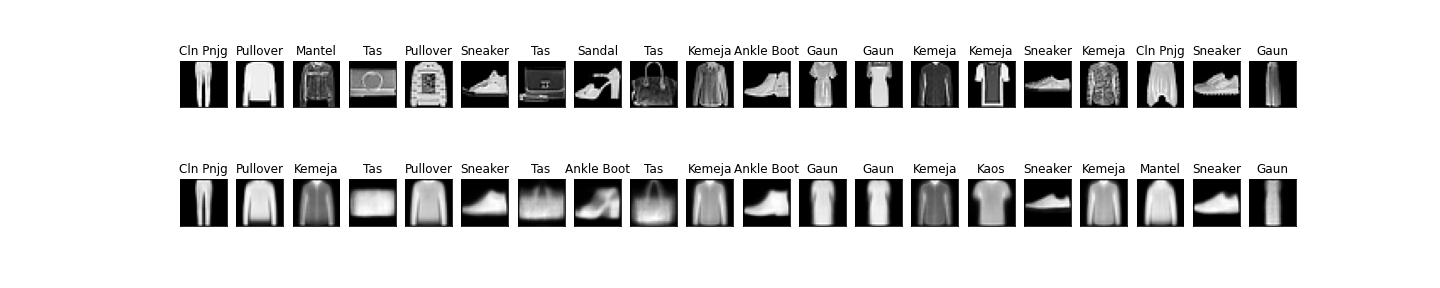 Cln Pnjg Pullover Mantel Tas Pullover Sneaker Tas Sandal Tas Kemeja Ankle Boot Gaun Gaun Kemeja Kemeja Sneaker Kemeja Cln Pnjg Sneaker Gaun
Cln Pnjg Pullover Kemeja Tas Pullover Sneaker Tas Ankle Boot Tas Kemeja Ankle Boot Gaun Gaun Kemeja Kaos Sneaker Kemeja Mantel Sneaker Gaun